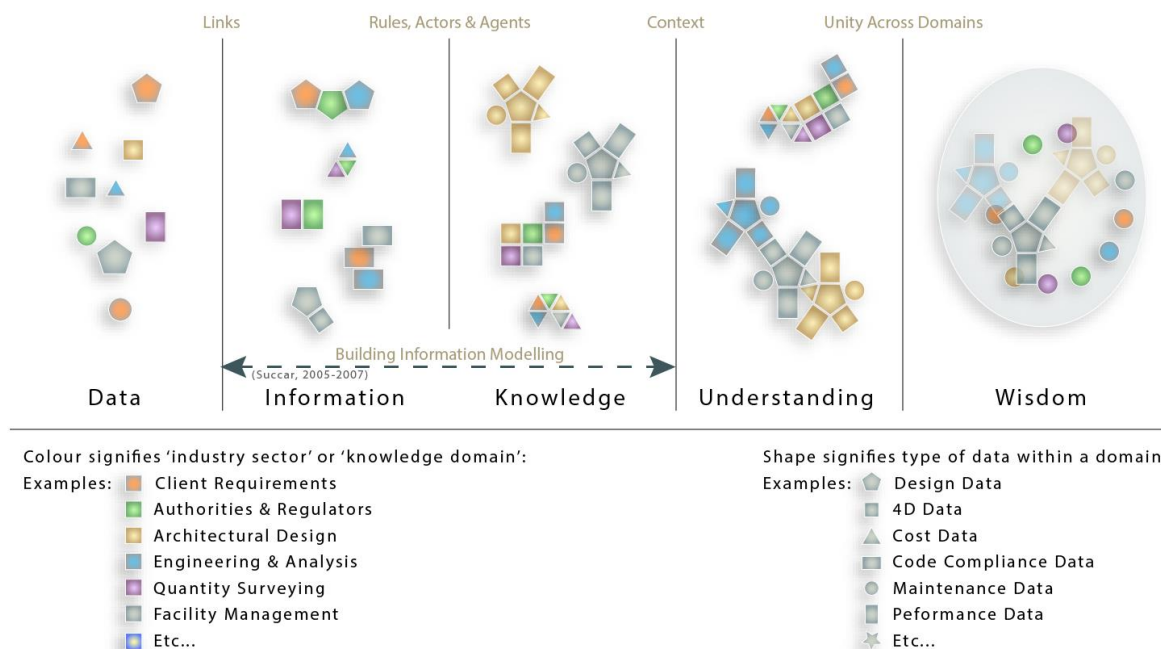 Links
Rules, Actors & Agents
Context
Unity Across Domains
Building Information Modelling
(Succar, 2005-2007)
Data
Information
Knowledge
Understanding
Wisdom
Colour signifies 'industry sector' or 'knowledge domain':
Examples:
Client Requirements
Authorities & Regulators
Architectural Design
Engineering & Analysis
Quantity Surveying
Facility Management
Etc...
Shape signifies type of data within a domain
Examples:
Design Data
4D Data
Cost Data
Code Compliance Data
Maintenance Data
Peformance Data
Etc...